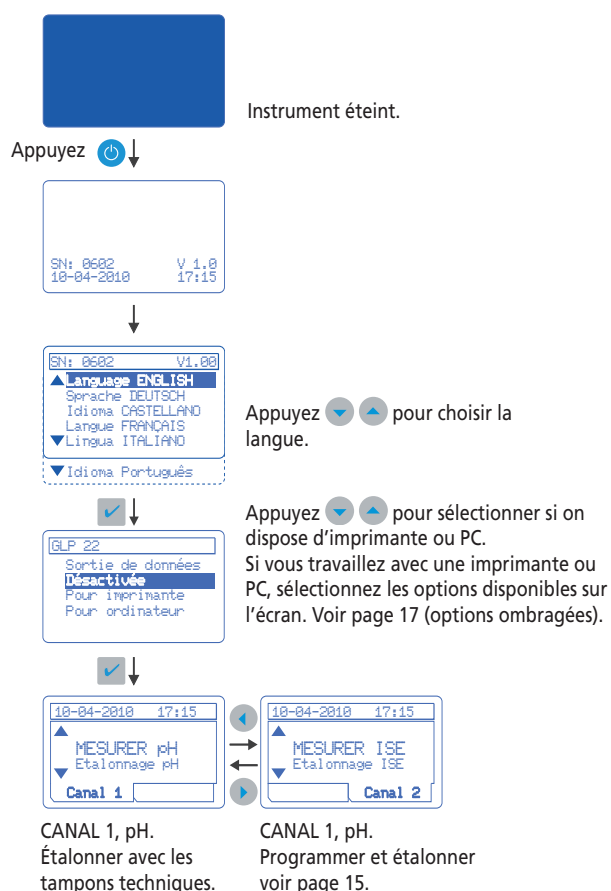 Instrument éteint.
Appuyez
SN: 0602 V 1.0
10-04-2010 17:15
SN: 0602 V1.00
Language ENGLISH
Sprache DEUTSCH
Idioma CASTELLANO
Langue FRANÇAIS
Lingua ITALIANO
Idioma Português
Appuyez pour choisir la
langue.
GLP 22
Sortie de données
Désactivée
Pour imprimante
Pour ordinateur
Appuyez pour sélectionner si on
dispose d'imprimante ou PC.
Si vous travaillez avec une imprimante ou
PC, sélectionnez les options disponibles sur
l'écran. Voir page 17 (options ombragées).
10-04-2010 17:15
MESURER pH
Etalonnage pH
Canal 1
10-04-2010 17:15
MESURER ISE
Etalonnage ISE
Canal 2
CANAL 1, pH.
Étalonner avec les
tampons techniques.
CANAL 1, pH.
Programmer et étalonner
voir page 15.